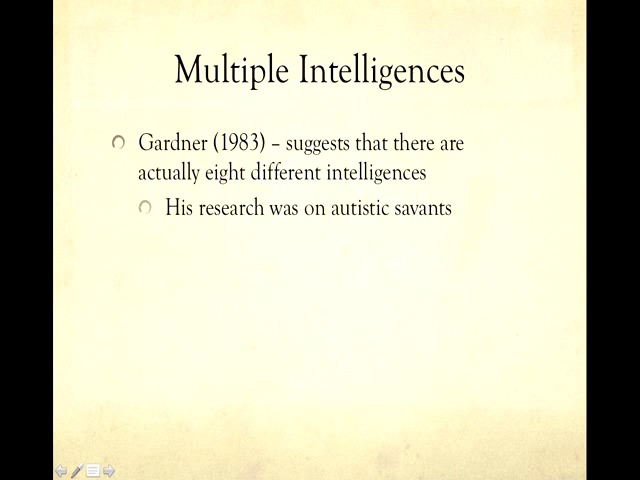 Multiple Intelligences
Gardner (1983) – suggests that there are
actually eight different intelligences
His research was on autistic savants